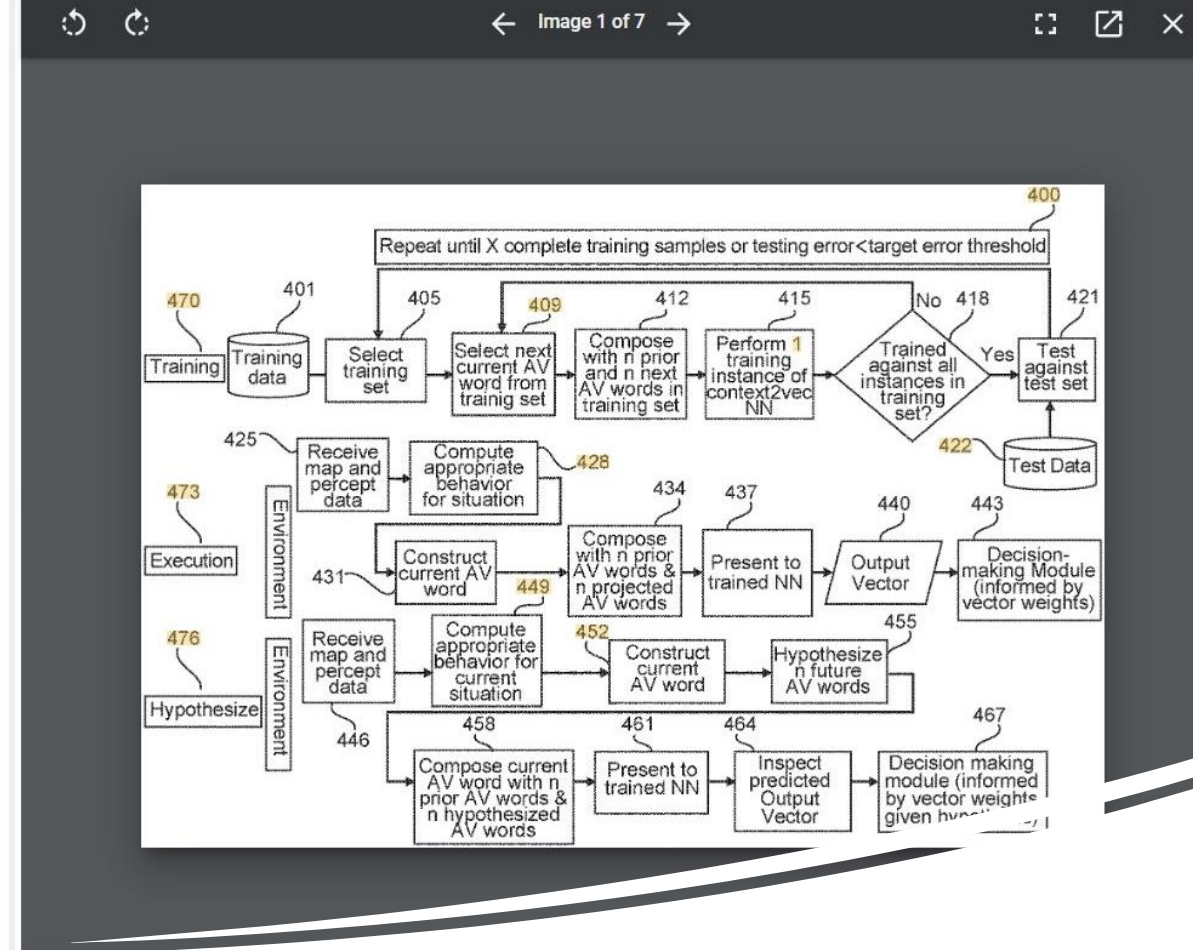 Image 1 of 7
400
Repeat until X complete training samples or testing error<target error threshold
470
401
405
409
412
415
No
418
421
Training
Training
data
Select
training
set
Select next
current AV
word from
trainig set
Compose
with n prior
and n next
AV words in
training set
Perform 1
training
instance of
context2vec
NN
Trained
against all
instances in
training
set?
Yes
Test
against
test set
422
Test Data
425
Receive
map and
percept
data
Compute
appropriate
behavior
for situation
428
473
Execution
Environment
431
Construct
current AV
word
434
Compose
with n prior
AV words &
n projected
AV words
437
Present to
trained NN
440
Output
Vector
443
Decision-
making Module
(informed by
vector weights)
476
Hypothesize
Environment
Receive
map and
percept
data
446
449
Compute
appropriate
behavior for
current
situation
452
Construct
current
AV word
455
Hypothesize
n future
AV words
458
Compose current
AV word with n
prior AV words &
n hypothesized
AV words
461
Present to
trained NN
464
Inspect
predicted
Output
Vector
467
Decision making
module (informed
by vector weights
given